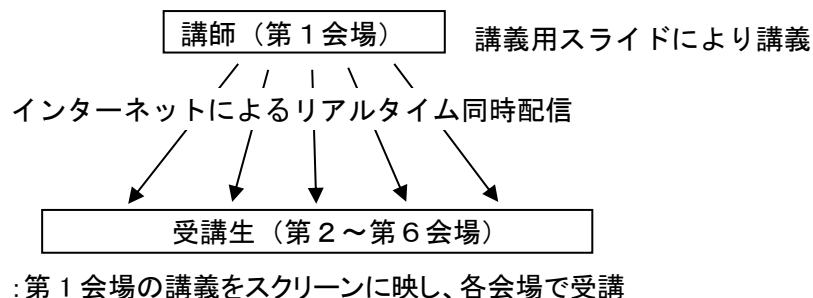 講師（第１会場） 講義用スライドにより講義
インターネットによるリアルタイム同時配信
受講生（第２～第６会場）
:第１会場の講義をスクリーンに映し、各会場で受講